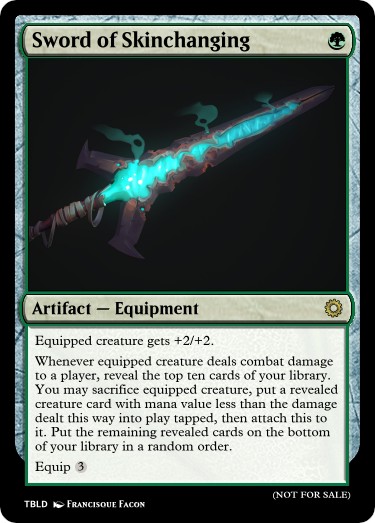 Sword of Skinchanging
Artifact — Equipment
Equipped creature gets +2/+2.
Whenever equipped creature deals combat damage
to a player, reveal the top ten cards of your library.
You may sacrifice equipped creature, put a revealed
creature card with mana value less than the damage
dealt this way into play tapped, then attach this to
it. Put the remaining revealed cards on the bottom
of your library in a random order.
Equip 3
(NOT FOR SALE)
TBLD Francisque Facon